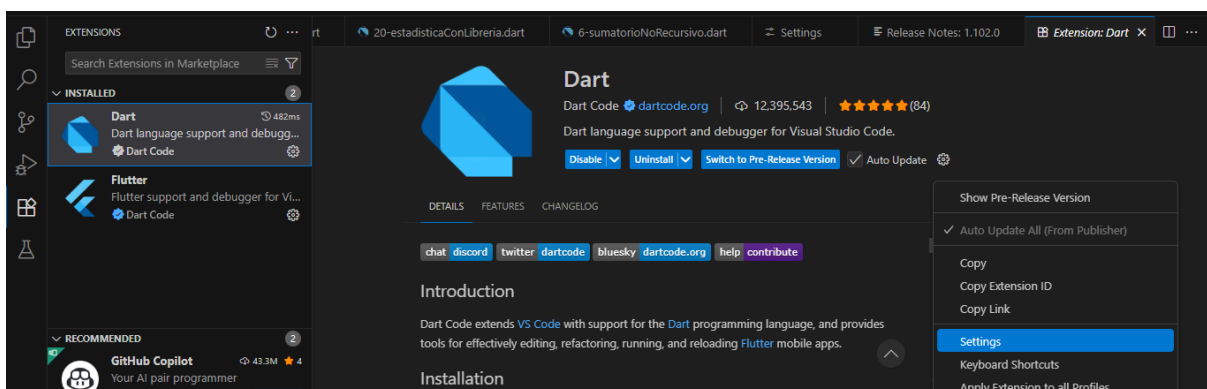 EXTENSIONS
Search Extensions in Marketplace
INSTALLED 2
Dart 482ms
Dart language support and debugg...
Dart Code
Flutter
Flutter support and debugger for Vi...
Dart Code
RECOMMENDED 2
GitHub Copilot 43.3M 4
Your AI pair programmer
rt 20-estadisticaConLibreria.dart 6-sumatorioNoRecursivo.dart Settings Release Notes: 1.102.0 Extension: Dart
Dart
Dart Code dartcode.org 12,395,543 (84)
Dart language support and debugger for Visual Studio Code.
Disable Uninstall Switch to Pre-Release Version Auto Update
DETAILS FEATURES CHANGELOG
chat discord twitter dartcode bluesky dartcode.org help contribute
Introduction
Dart Code extends VS Code with support for the Dart programming language, and provides
tools for effectively editing, refactoring, running, and reloading Flutter mobile apps.
Installation
Show Pre-Release Version
Auto Update All (From Publisher)
Copy
Copy Extension ID
Copy Link
Settings
Keyboard Shortcuts
Apply Extension to all Profiles